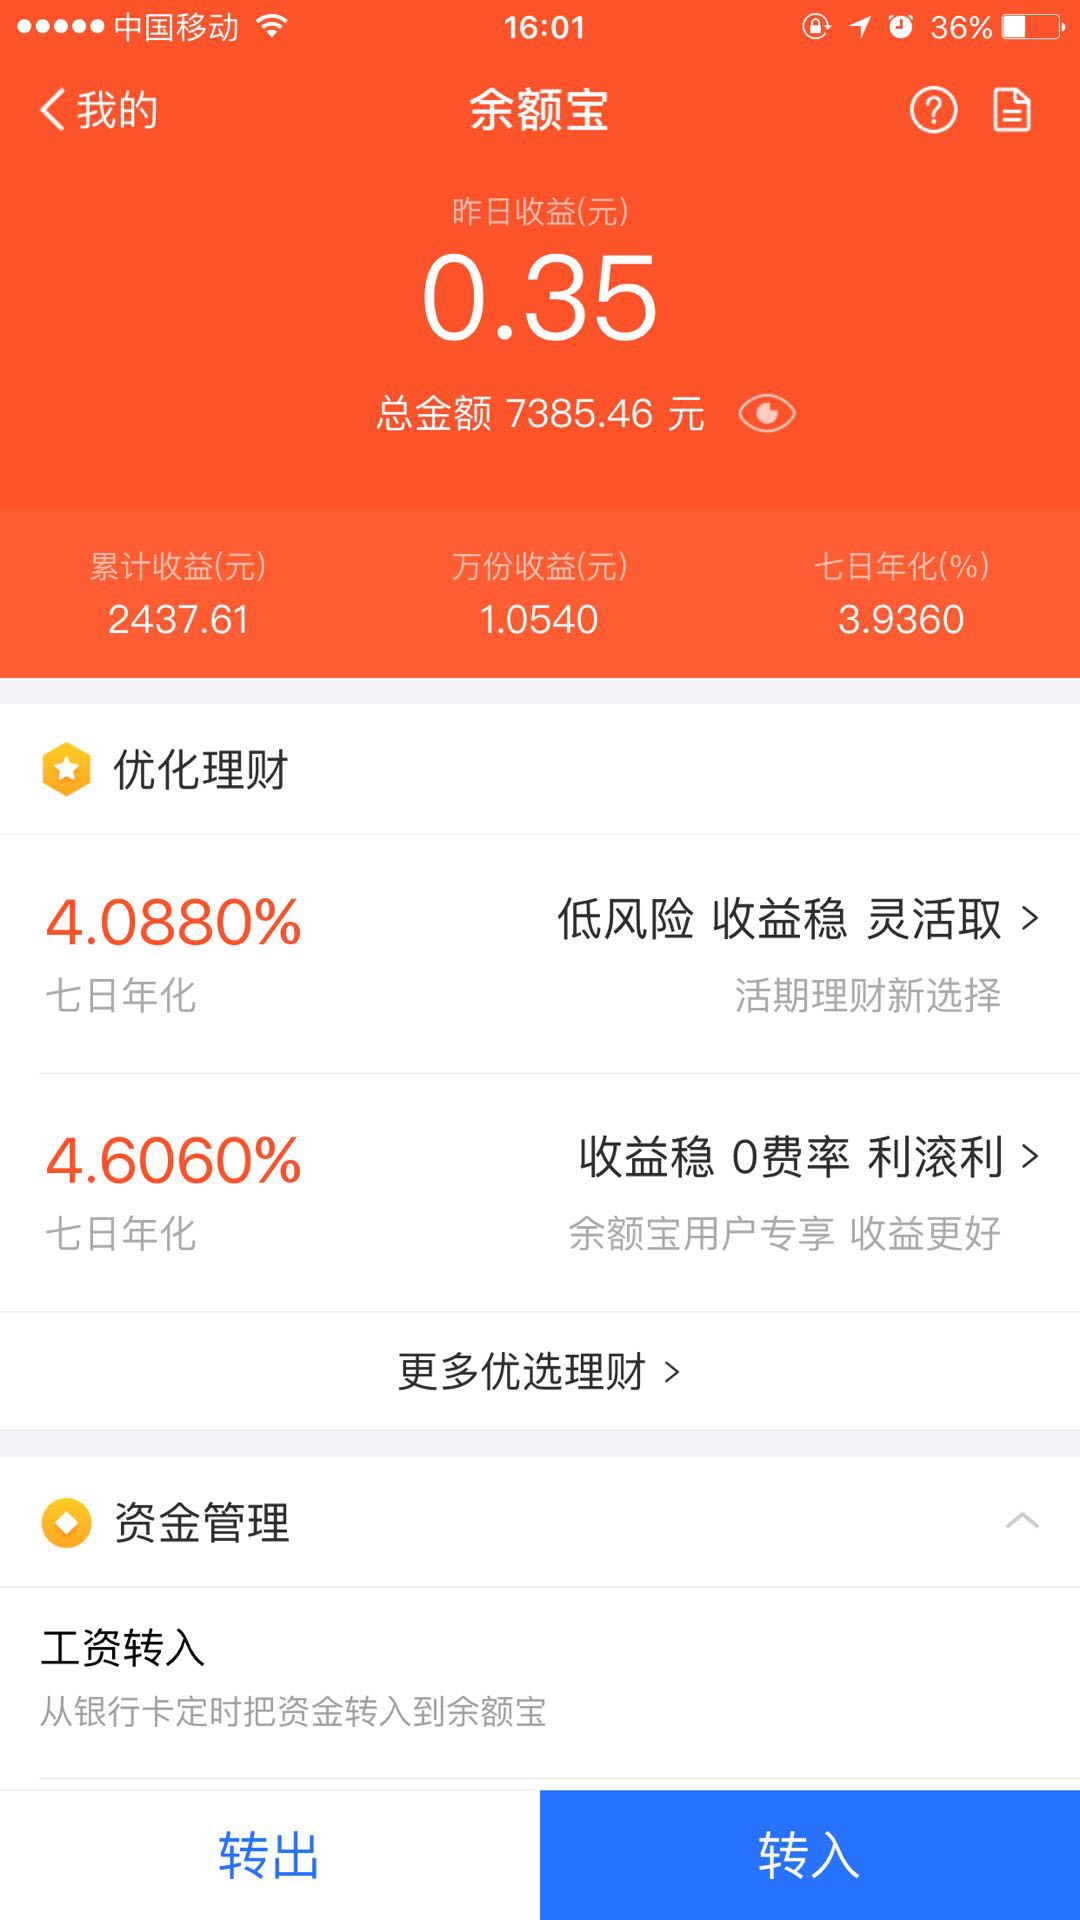 中国移动 16:01 36%
我的 余额宝
昨日收益(元)
0.35
总金额 7385.46 元
累计收益(元) 万份收益(元) 七日年化(%)
2437.61 1.0540 3.9360
优化理财
4.0880% 低风险 收益稳 灵活取 >
七日年化 活期理财新选择
4.6060% 收益稳 0费率 利滚利 >
七日年化 余额宝用户专享 收益更好
更多优选理财 >
资金管理
工资转入
从银行卡定时把资金转入到余额宝
转出 转入